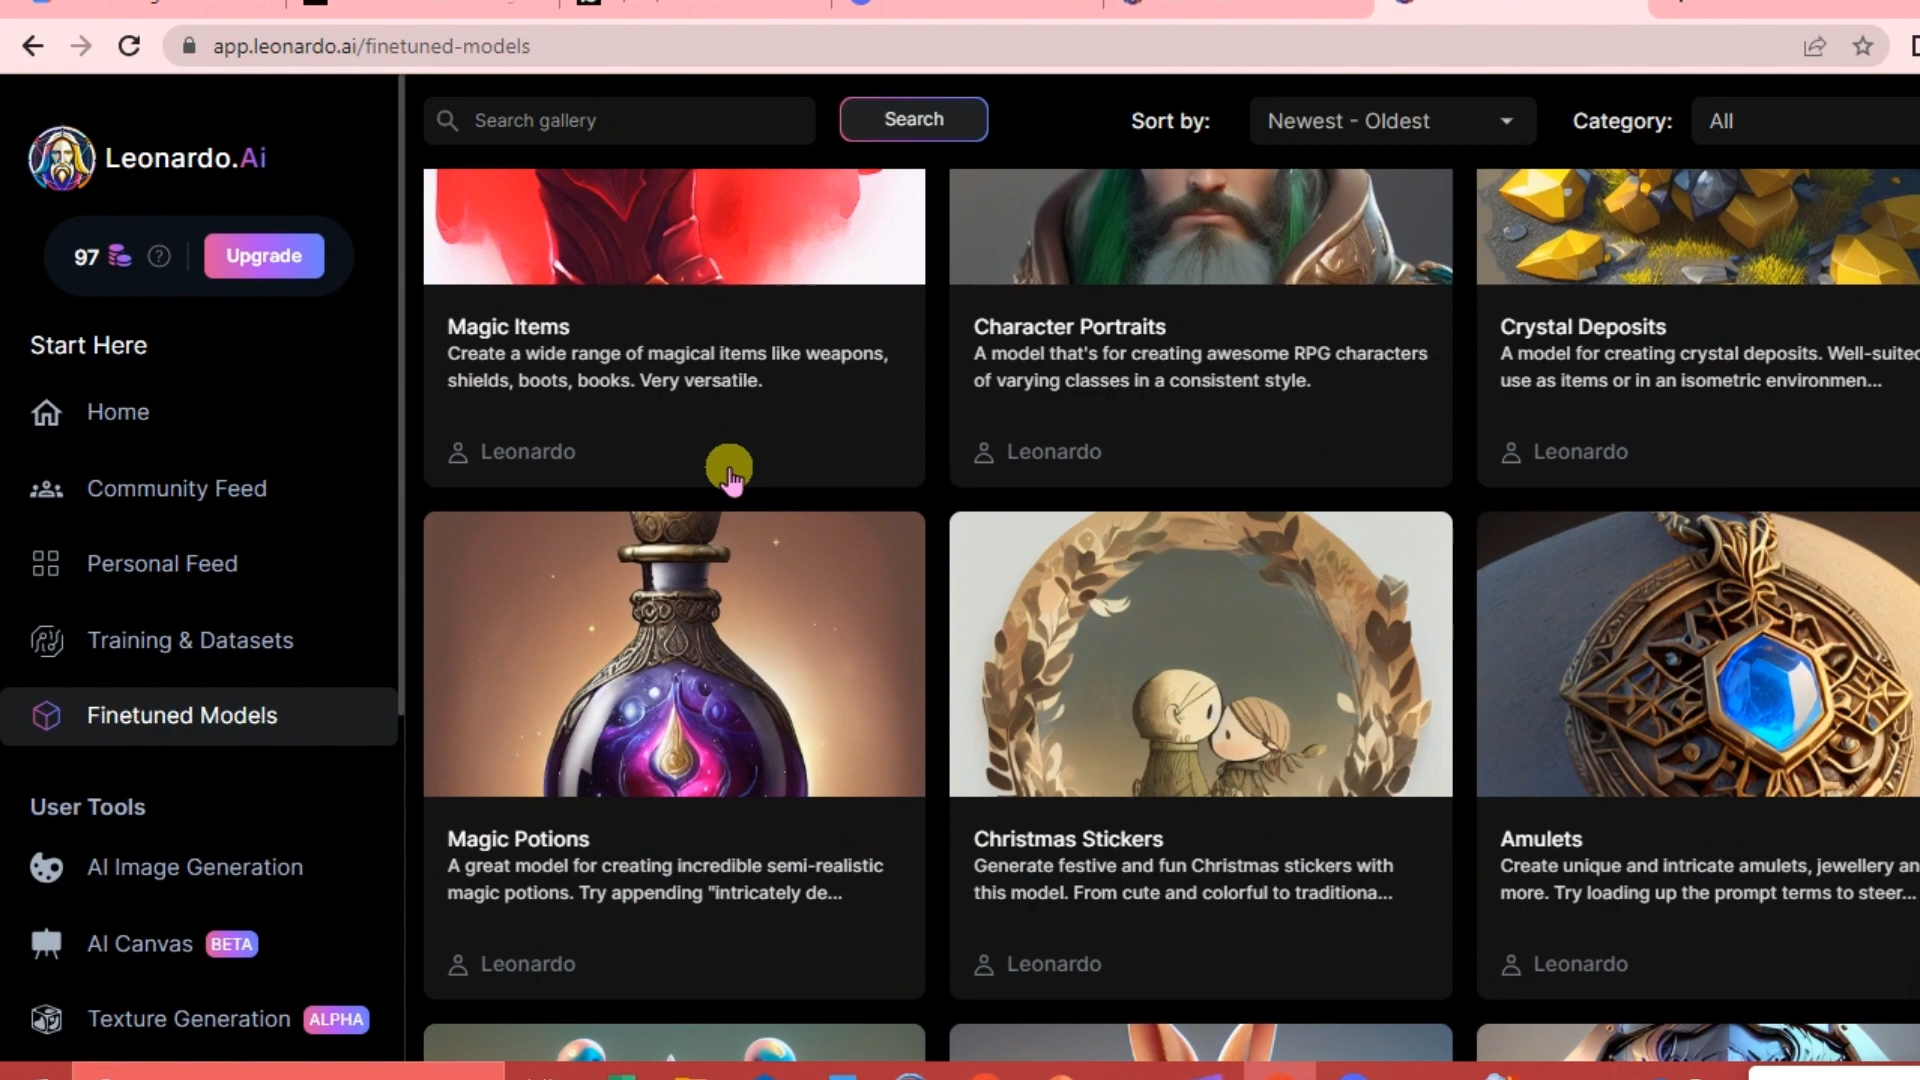 app.leonardo.ai/finetuned-models
Leonardo.Ai
Search gallery
Search
Sort by:
Newest - Oldest
Category:
All
97
?
Upgrade
Start Here
Home
Community Feed
Personal Feed
Training & Datasets
Finetuned Models
User Tools
AI Image Generation
AI Canvas BETA
Texture Generation ALPHA
Magic Items
Create a wide range of magical items like weapons,
shields, boots, books. Very versatile.
Leonardo
Character Portraits
A model that's for creating awesome RPG characters
of varying classes in a consistent style.
Leonardo
Crystal Deposits
A model for creating crystal deposits. Well-suited
use as items or in an isometric environmen...
Leonardo
Magic Potions
A great model for creating incredible semi-realistic
magic potions. Try appending "intricately de...
Leonardo
Christmas Stickers
Generate festive and fun Christmas stickers with
this model. From cute and colorful to traditiona...
Leonardo
Amulets
Create unique and intricate amulets, jewellery an
more. Try loading up the prompt terms to steer...
Leonardo